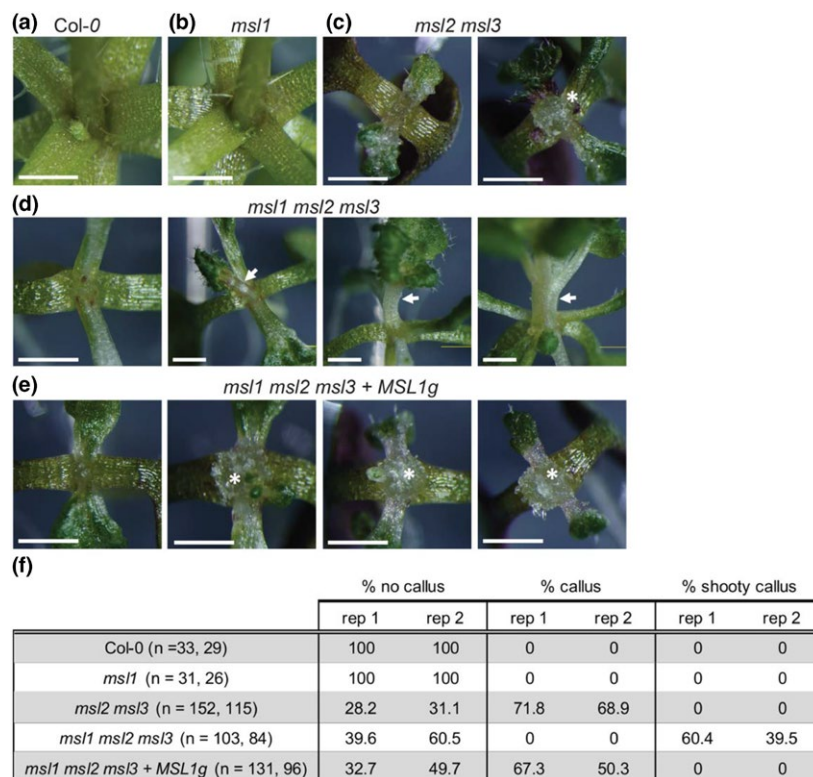 (a) Col-0 (b) msl1 (c) msl2 msl3
*
(d) msl1 msl2 msl3
(e) msl1 msl2 msl3 + MSL1g
* * *
(f)
% no callus % callus % shooty callus
rep 1 rep 2 rep 1 rep 2 rep 1 rep 2
Col-0 (n =33, 29) 100 100 0 0 0 0
msl1 (n = 31, 26) 100 100 0 0 0 0
msl2 msl3 (n = 152, 115) 28.2 31.1 71.8 68.9 0 0
msl1 msl2 msl3 (n = 103, 84) 39.6 60.5 0 0 60.4 39.5
msl1 msl2 msl3 + MSL1g (n = 131, 96) 32.7 49.7 67.3 50.3 0 0